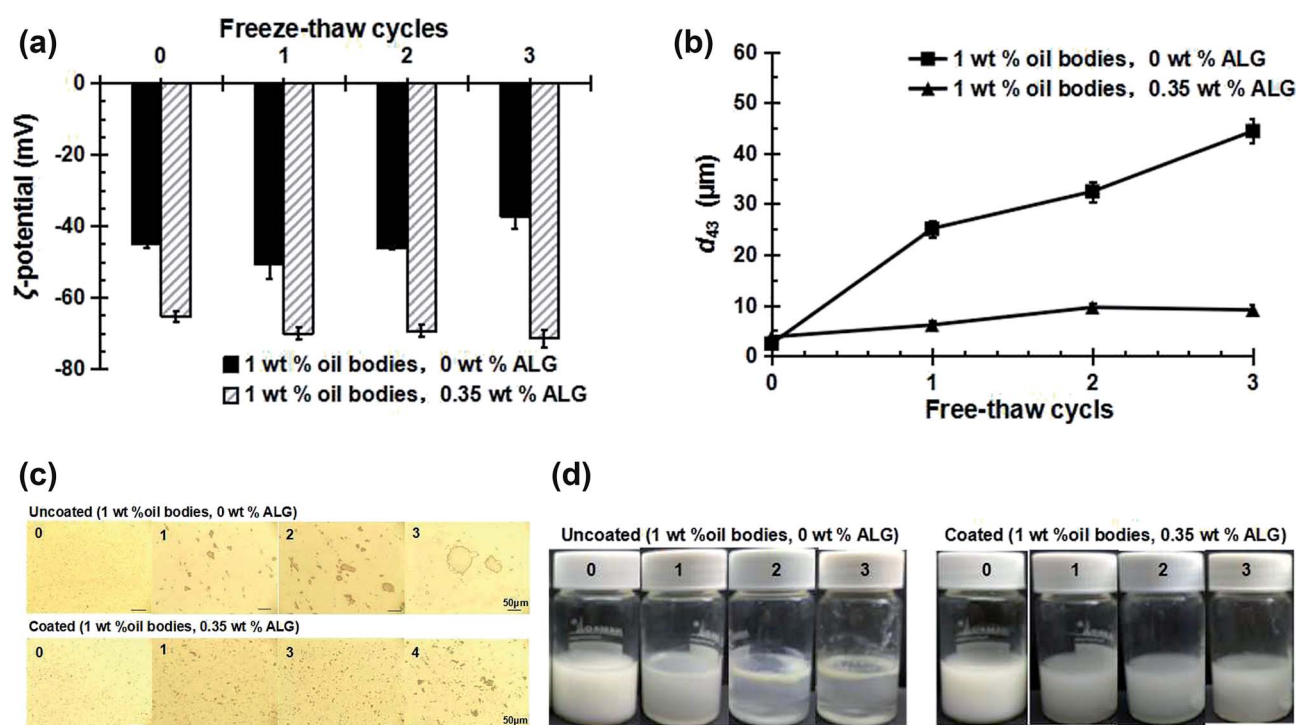 (a)
Freeze-thaw cycles
0 1 2 3
0
-20
-40
-60
-80
ζ-potential (mV)
1 wt % oil bodies, 0 wt % ALG
1 wt % oil bodies, 0.35 wt % ALG
(b)
60
50
40
30
20
10
0
d43 (μm)
1 wt % oil bodies, 0 wt % ALG
1 wt % oil bodies, 0.35 wt % ALG
0 1 2 3
Free-thaw cycls
(c)
Uncoated (1 wt %oil bodies, 0 wt % ALG)
0 1 2 3
50μm
Coated (1 wt %oil bodies, 0.35 wt % ALG)
0 1 3 4
50μm
(d)
Uncoated (1 wt %oil bodies, 0 wt % ALG)
0 1 2 3
Coated (1 wt %oil bodies, 0.35 wt % ALG)
0 1 2 3